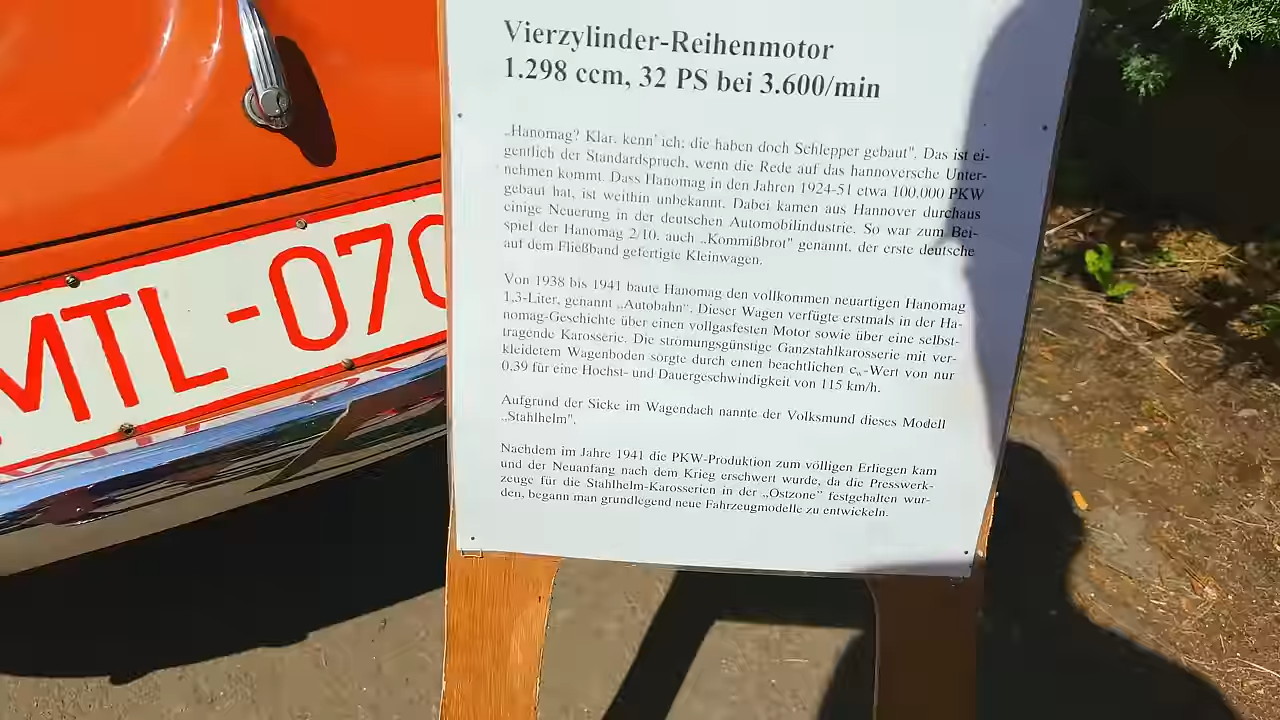 Vierzylinder-Reihenmotor
1.298 ccm, 32 PS bei 3.600/min
„Hanomag? Klar, kenn' ich; die haben doch Schlepper gebaut". Das ist ei-
gentlich der Standardspruch, wenn die Rede auf das hannoversche Unter-
nehmen kommt. Dass Hanomag in den Jahren 1924-51 etwa 100.000 PKW
gebaut hat, ist weithin unbekannt. Dabei kamen aus Hannover durchaus
einige Neuerung in der deutschen Automobilindustrie. So war zum Bei-
spiel der Hanomag 2/10, auch „Kommißbrot" genannt, der erste deutsche
auf dem Fließband gefertigte Kleinwagen.
Von 1938 bis 1941 baute Hanomag den vollkommen neuartigen Hanomag
1,3-Liter, genannt „Autobahn". Dieser Wagen verfügte erstmals in der Ha-
nomag-Geschichte über einen vollgasfesten Motor sowie über eine selbst-
tragende Karosserie. Die strömungsgünstige Ganzstahlkarosserie mit ver-
kleidetem Wagenboden sorgte durch einen beachtlichen cw-Wert von nur
0,39 für eine Höchst- und Dauergeschwindigkeit von 115 km/h.
Aufgrund der Sicke im Wagendach nannte der Volksmund dieses Modell
„Stahlhelm".
Nachdem im Jahre 1941 die PKW-Produktion zum völligen Erliegen kam
und der Neuanfang nach dem Krieg erschwert wurde, da die Presswerk-
zeuge für die Stahlhelm-Karosserien in der „Ostzone" festgehalten wur-
den, begann man grundlegend neue Fahrzeugmodelle zu entwickeln.
MTL-070